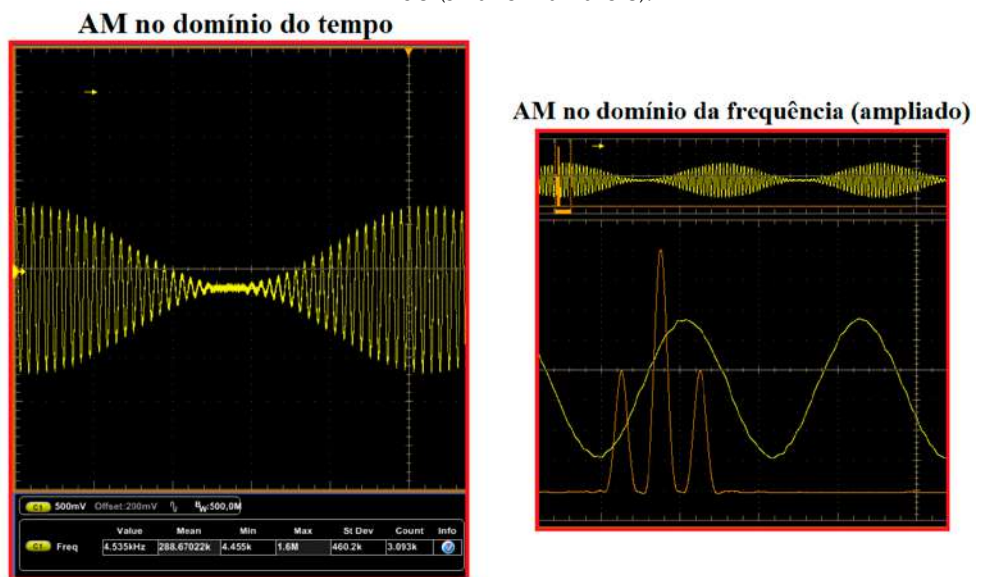 AM no domínio do tempo
AM no domínio da frequência (ampliado)
C1 500mV Offset:200mV BW:500,0M
Value Mean Min Max St Dev Count Info
C1 Freq 4.535kHz 288.67022k 4.455k 1.6M 460.2k 3.093k